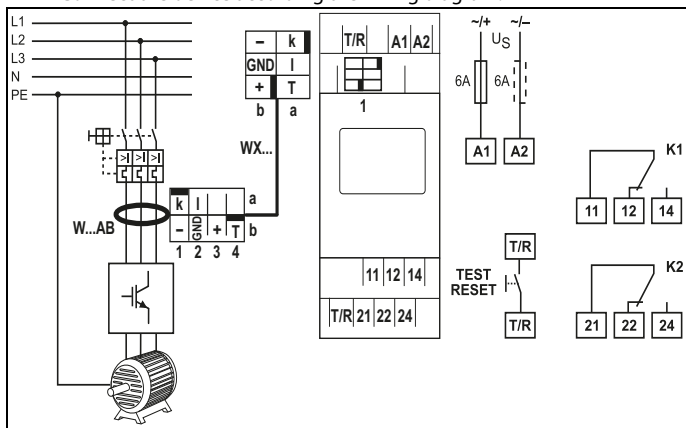 L1
L2
L3
N
PE
– k
GND l
+ T
b a
WX...
T/R A1 A2
1
~/+ ~/–
US
6A 6A
A1 A2
>I >I >I
W...AB
k l a
– GND + T b
1 2 3 4
11 12 14
T/R 21 22 24
T/R
TEST
RESET
T/R
K1
11 12 14
K2
21 22 24